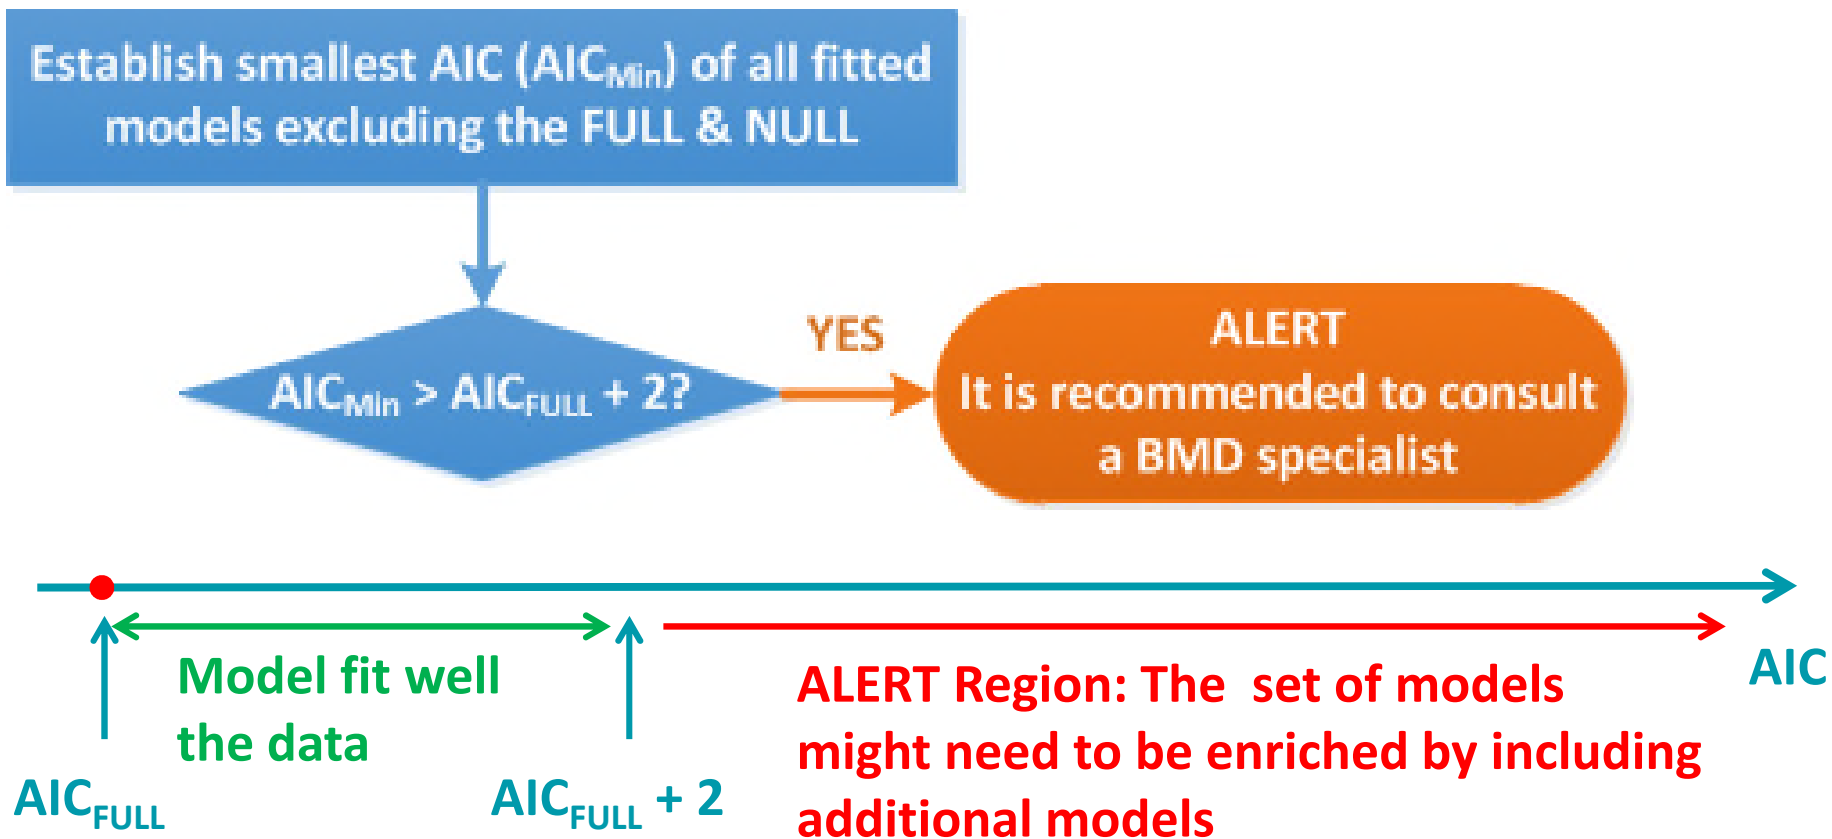 Establish smallest AIC (AICMin) of all fitted
models excluding the FULL & NULL
YES
AICMin > AICFULL + 2?
ALERT
It is recommended to consult
a BMD specialist
AIC
Model fit well
the data
ALERT Region: The set of models
might need to be enriched by including
additional models
AICFULL
AICFULL + 2